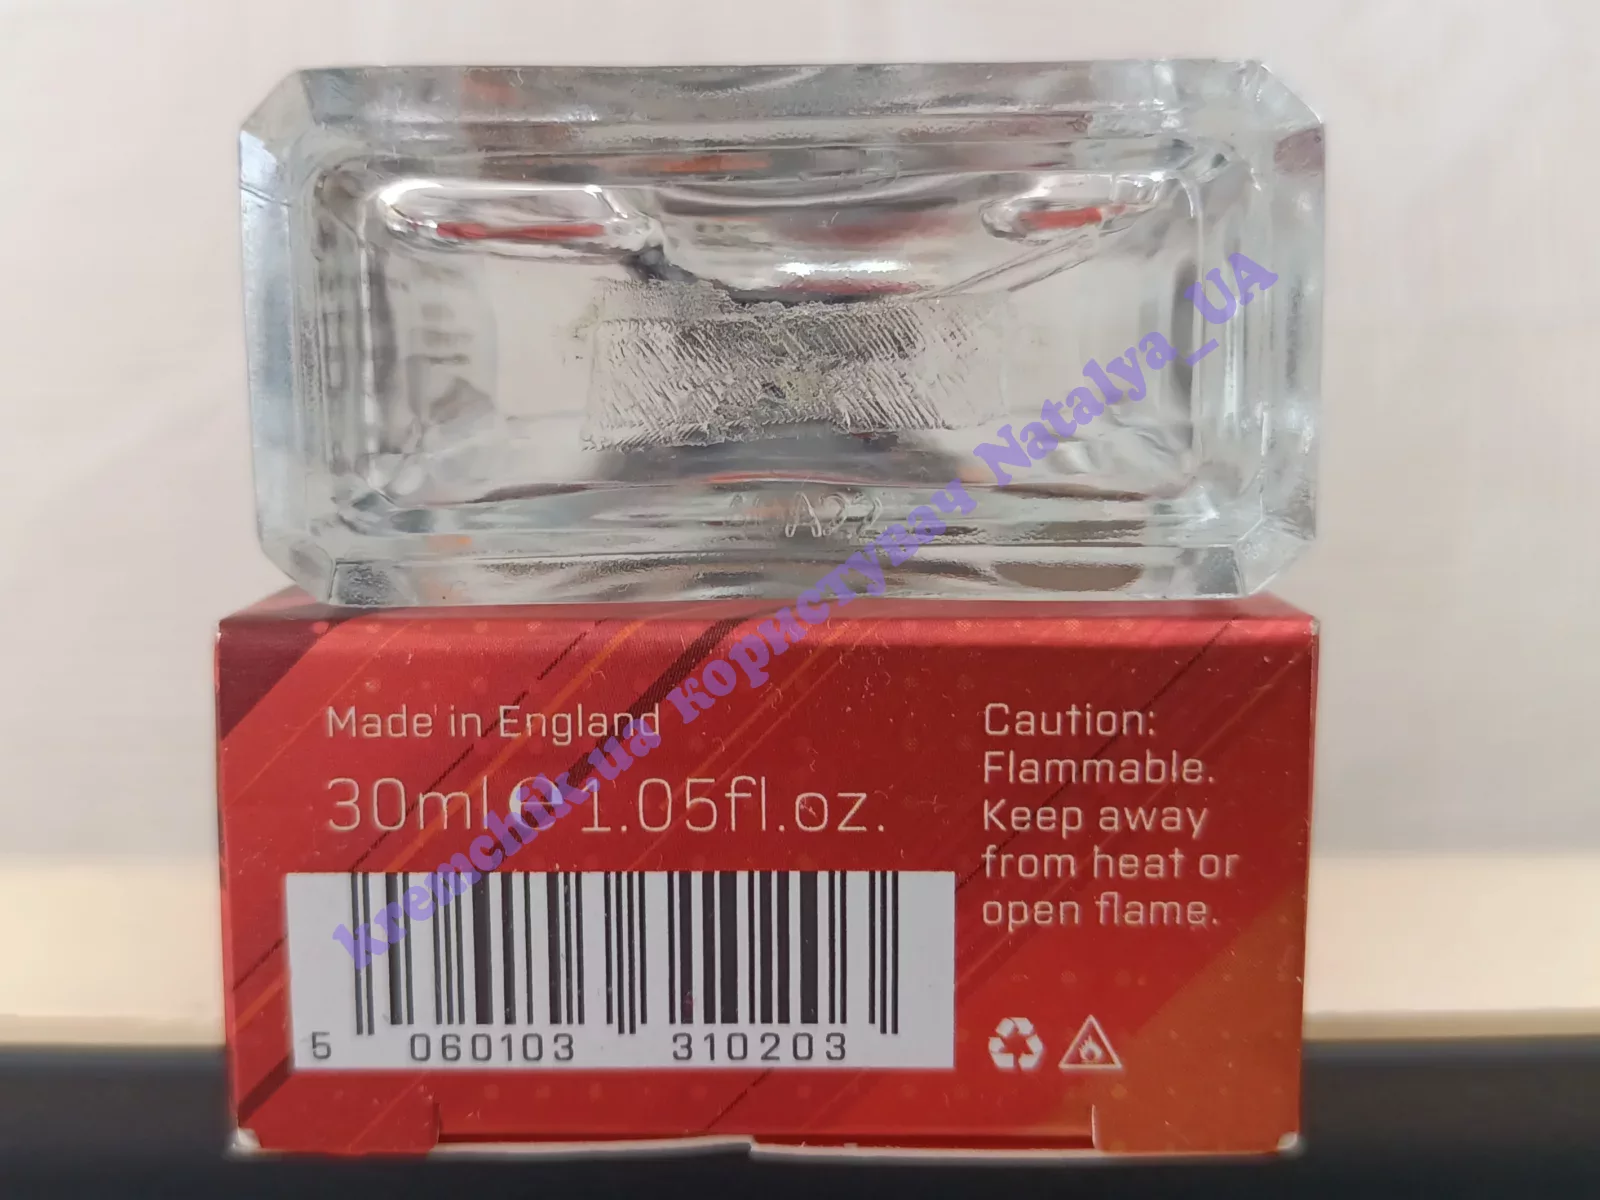 A22
Made in England
30ml e 1.05fl.oz.
Caution:
Flammable.
Keep away
from heat or
open flame.
5 060103 310203
kremchik.ua користувач Natalya_UA